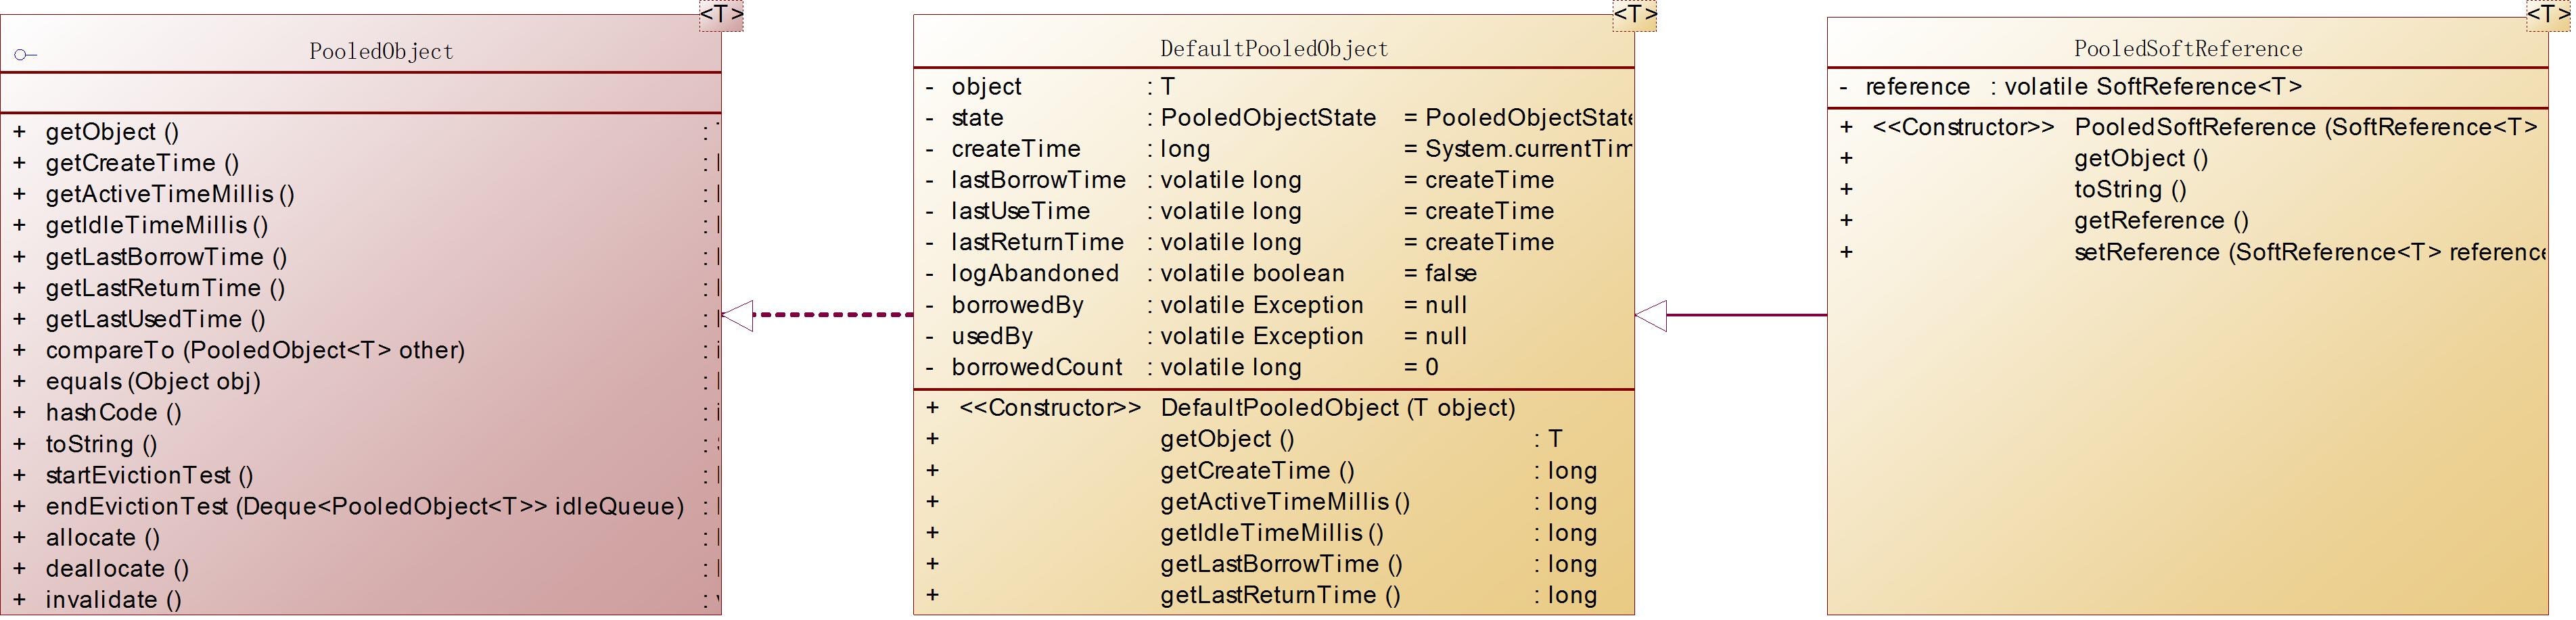 <T>
PooledObject
+ getObject () :
+ getCreateTime () :
+ getActiveTimeMillis () :
+ getIdleTimeMillis () :
+ getLastBorrowTime () :
+ getLastReturnTime () :
+ getLastUsedTime () :
+ compareTo (PooledObject<T> other) :
+ equals (Object obj) :
+ hashCode () :
+ toString () :
+ startEvictionTest () :
+ endEvictionTest (Deque<PooledObject<T>> idleQueue) :
+ allocate () :
+ deallocate () :
+ invalidate () :
<T>
DefaultPooledObject
- object : T
- state : PooledObjectState = PooledObjectState
- createTime : long = System.currentTim
- lastBorrowTime : volatile long = createTime
- lastUseTime : volatile long = createTime
- lastReturnTime : volatile long = createTime
- logAbandoned : volatile boolean = false
- borrowedBy : volatile Exception = null
- usedBy : volatile Exception = null
- borrowedCount : volatile long = 0
+ <<Constructor>> DefaultPooledObject (T object)
+ getObject () : T
+ getCreateTime () : long
+ getActiveTimeMillis () : long
+ getIdleTimeMillis () : long
+ getLastBorrowTime () : long
+ getLastReturnTime () : long
<T>
PooledSoftReference
- reference : volatile SoftReference<T>
+ <<Constructor>> PooledSoftReference (SoftReference<T>
+ getObject ()
+ toString ()
+ getReference ()
+ setReference (SoftReference<T> reference